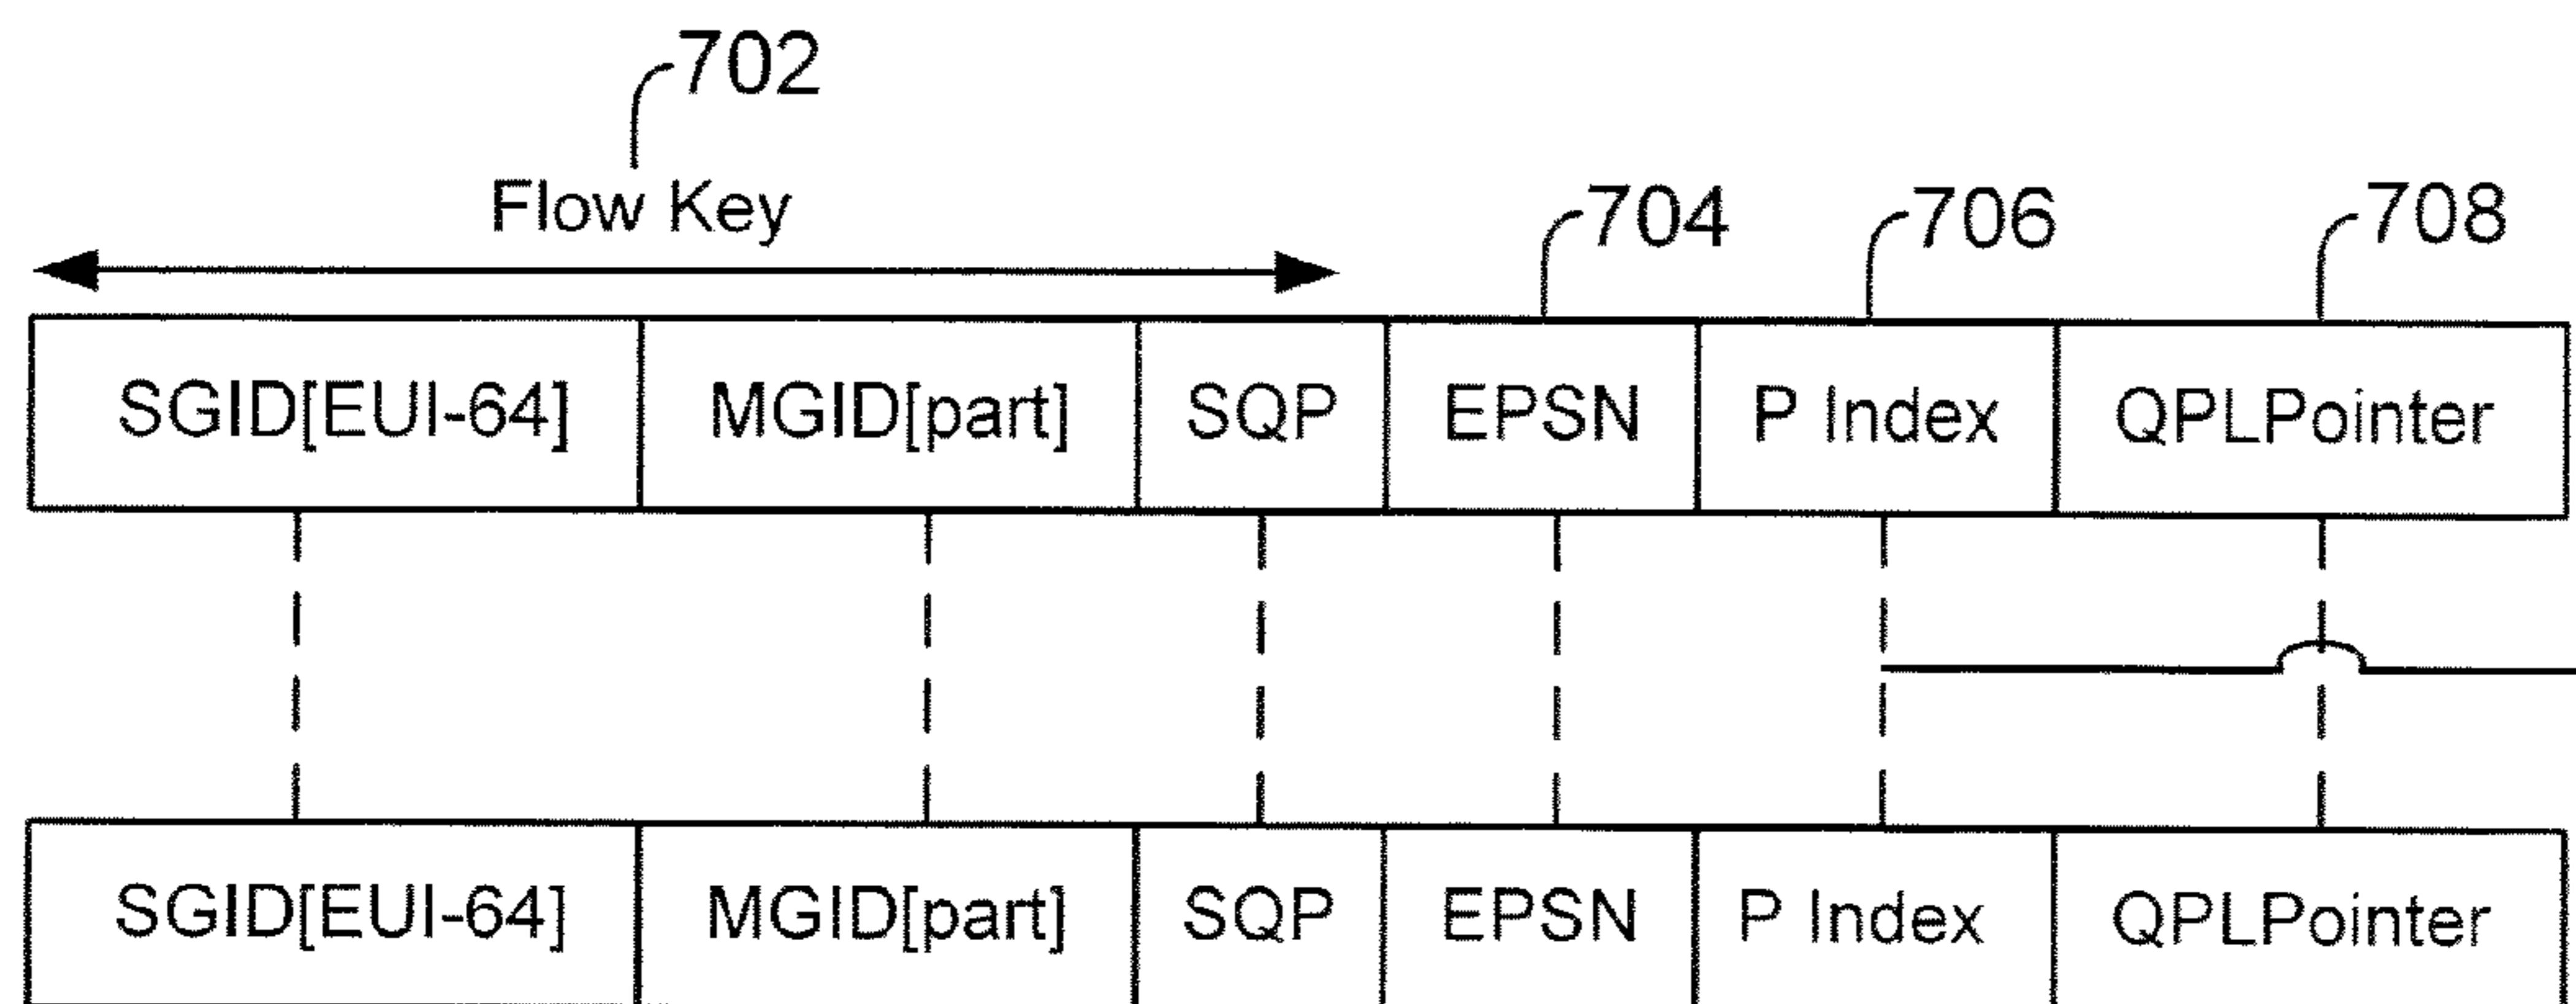 702
Flow Key
704
706
708
SGID[EUI-64] MGID[part] SQP EPSN P Index QPLPointer
SGID[EUI-64] MGID[part] SQP EPSN P Index QPLPointer